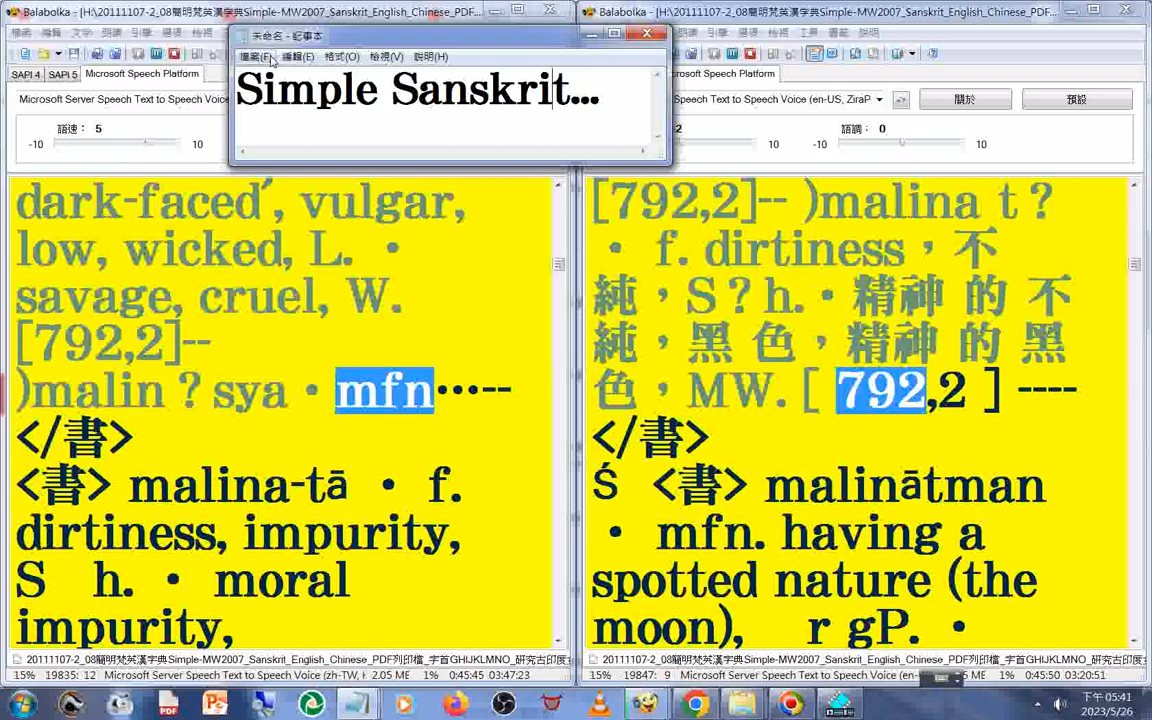 Balabolka - [H:\20111107-2_08簡明梵英漢字典Simple-MW2007_Sanskrit_English_Chinese_PDF...
Balabolka - [H:\20111107-2_08簡明梵英漢字典Simple-MW2007_Sanskrit_English_Chinese_PDF...
未命名 - 記事本
檔案(F) 編輯(E) 格式(O) 檢視(V) 說明(H)
Simple Sanskrit...
SAPI 4 SAPI 5 Microsoft Speech Platform
Microsoft Server Speech Text to Speech Voice
Speech Text to Speech Voice (en-US, ZiraP
關於
預設
語速： 5
-10 10
2
10
語調： 0
-10 10
dark-faced′, vulgar,
low, wicked, L. ·
savage, cruel, W.
[792,2]--
)malin ? sya · mfn…--
</書>
<書> malina-tā · f.
dirtiness, impurity,
S h. · moral
impurity,
[792,2]-- )malina t ?
· f. dirtiness，不
純，S ? h. · 精神 的 不
純，黑 色，精神 的 黑
色，MW. [ 792,2 ] ----
</書>
Ś <書> malinātman
· mfn. having a
spotted nature (the
moon), r gP. ·
20111107-2_08簡明梵英漢字典Simple-MW2007_Sanskrit_English_Chinese_PDF列印檔_字首GHIJKLMNO_研究古印度
20111107-2_08簡明梵英漢字典Simple-MW2007_Sanskrit_English_Chinese_PDF列印檔_字首GHIJKLMNO_研究古印度
15% 19835: 12 Microsoft Server Speech Text to Speech Voice (zh-TW, H 2.05 ME 1% 0:45:45 03:47:23
15% 19847: 9 Microsoft Server Speech Text to Speech Voice ME 1% 0:45:50 03:20:51
下午 05:41
2023/5/26